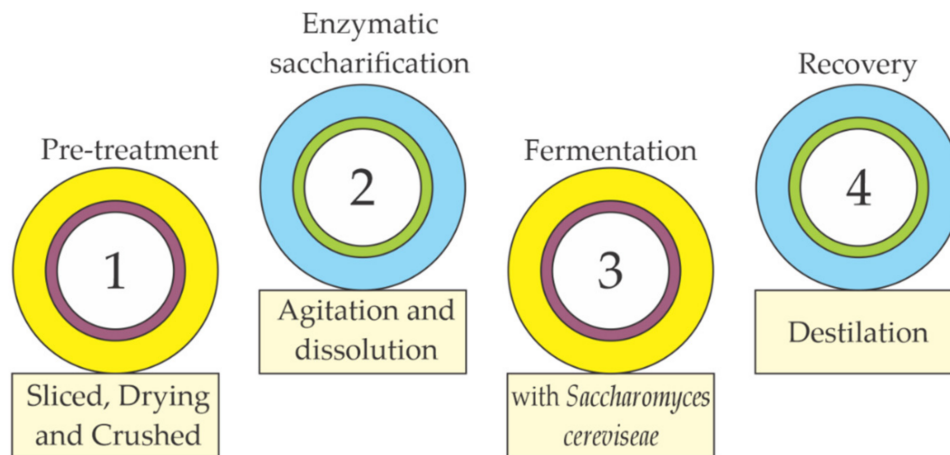 Pre-treatment
1
Sliced, Drying
and Crushed
Enzymatic
saccharification
2
Agitation and
dissolution
Fermentation
3
with Saccharomyces
cereviseae
Recovery
4
Destilation